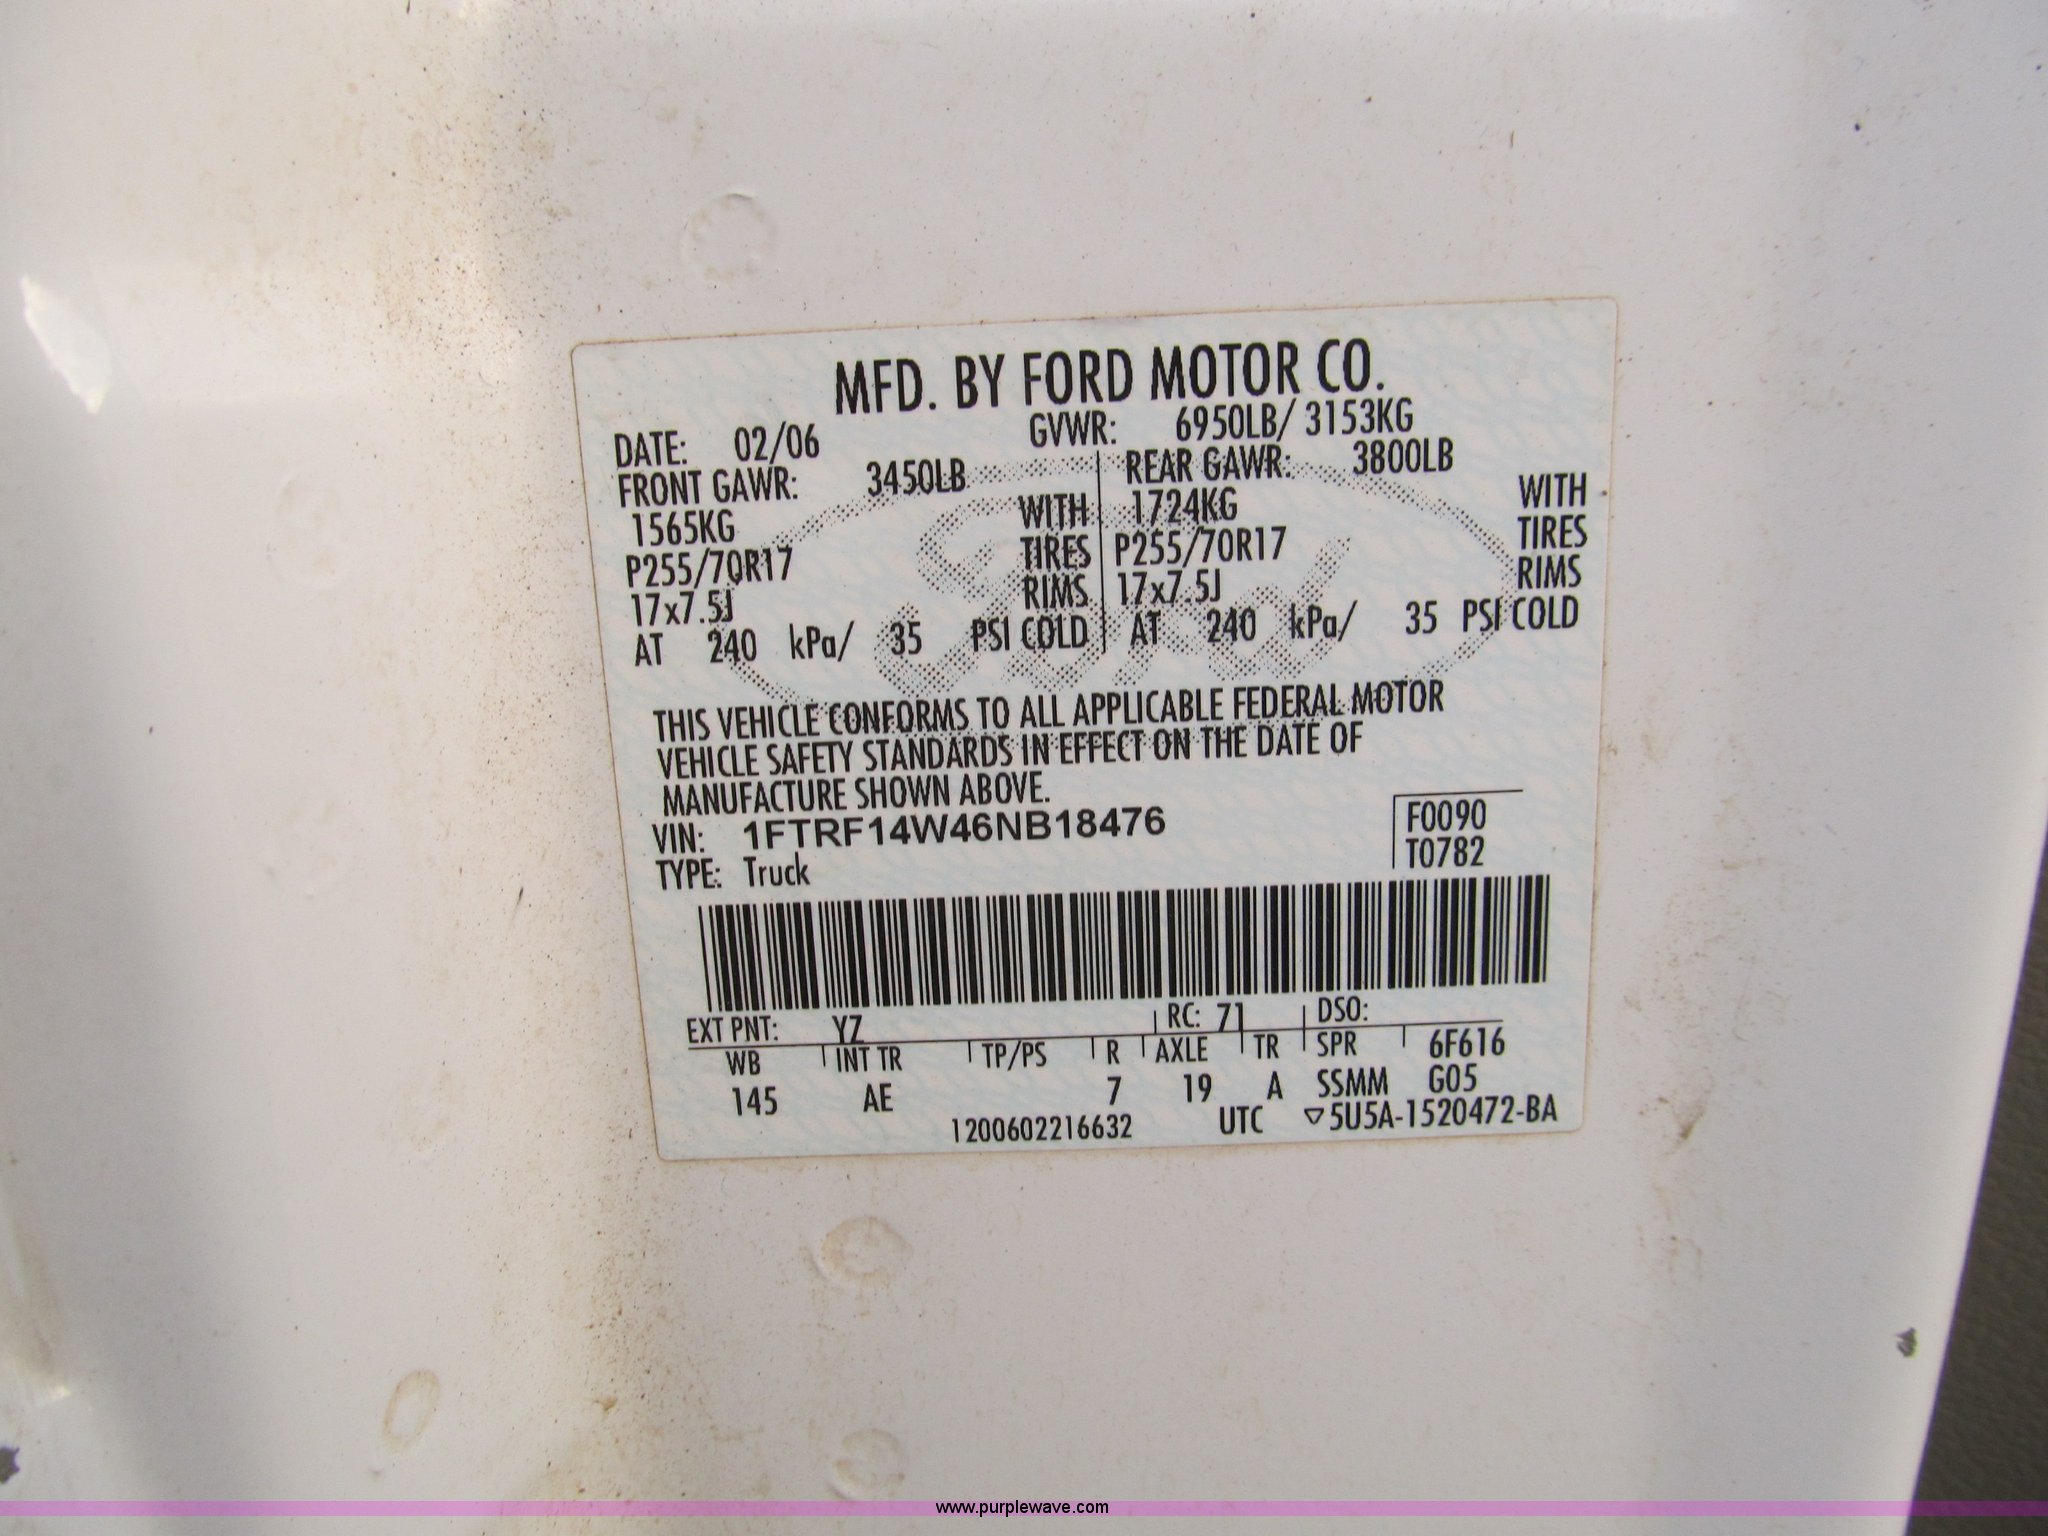 MFD. BY FORD MOTOR CO.
DATE: 02/06 GVWR: 6950LB/ 3153KG
FRONT GAWR: 3450LB REAR GAWR: 3800LB
1565KG WITH 1724KG WITH
P255/70R17 TIRES P255/70R17 TIRES
17x7.5J RIMS 17x7.5J RIMS
AT 240 kPa/ 35 PSI COLD AT 240 kPa/ 35 PSI COLD
Ford
THIS VEHICLE CONFORMS TO ALL APPLICABLE FEDERAL MOTOR
VEHICLE SAFETY STANDARDS IN EFFECT ON THE DATE OF
MANUFACTURE SHOWN ABOVE.
VIN: 1FTRF14W46NB18476 F0090
TYPE: Truck T0782
EXT PNT: YZ RC: 71 DSO:
WB INT TR TP/PS R AXLE TR SPR 6F616
145 AE 7 19 A SSMM G05
1200602216632 UTC ▽5U5A-1520472-BA
www.purplewave.com